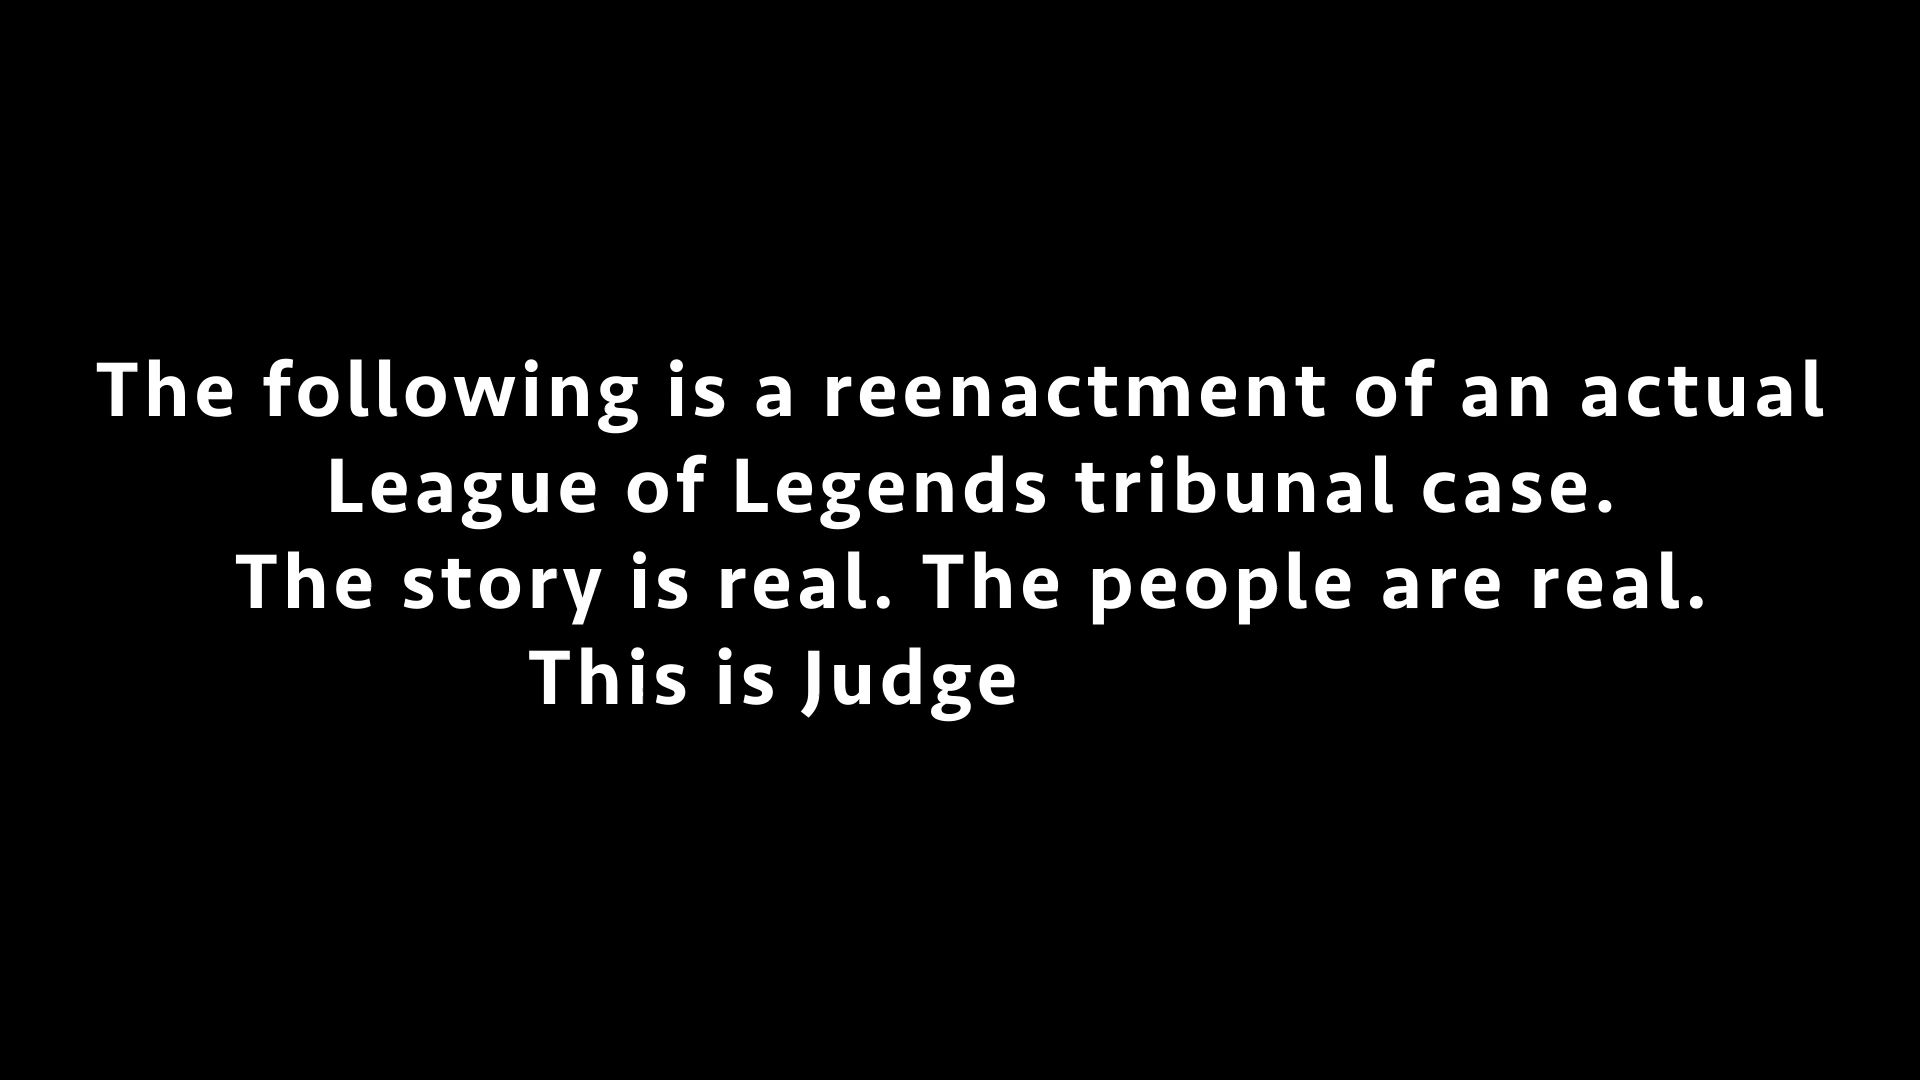 The following is a reenactment of an actual
League of Legends tribunal case.
The story is real. The people are real.
This is Judge